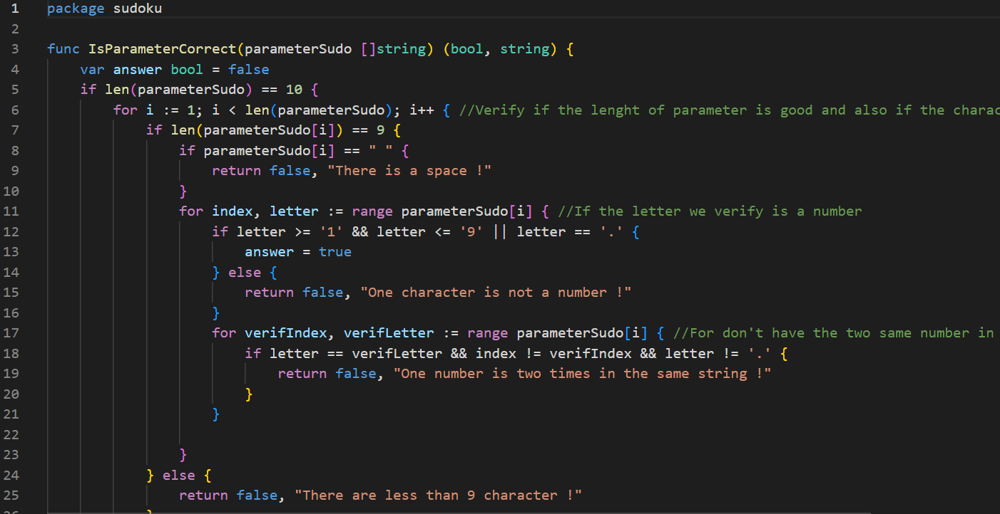 1 package sudoku
2
3 func IsParameterCorrect(parameterSudo []string) (bool, string) {
4 var answer bool = false
5 if len(parameterSudo) == 10 {
6 for i := 1; i < len(parameterSudo); i++ { //Verify if the lenght of parameter is good and also if the charac
7 if len(parameterSudo[i]) == 9 {
8 if parameterSudo[i] == " " {
9 return false, "There is a space !"
10 }
11 for index, letter := range parameterSudo[i] { //If the letter we verify is a number
12 if letter >= '1' && letter <= '9' || letter == '.' {
13 answer = true
14 } else {
15 return false, "One character is not a number !"
16 }
17 for verifIndex, verifLetter := range parameterSudo[i] { //For don't have the two same number in
18 if letter == verifLetter && index != verifIndex && letter != '.' {
19 return false, "One number is two times in the same string !"
20 }
21 }
22
23 }
24 } else {
25 return false, "There are less than 9 character !"